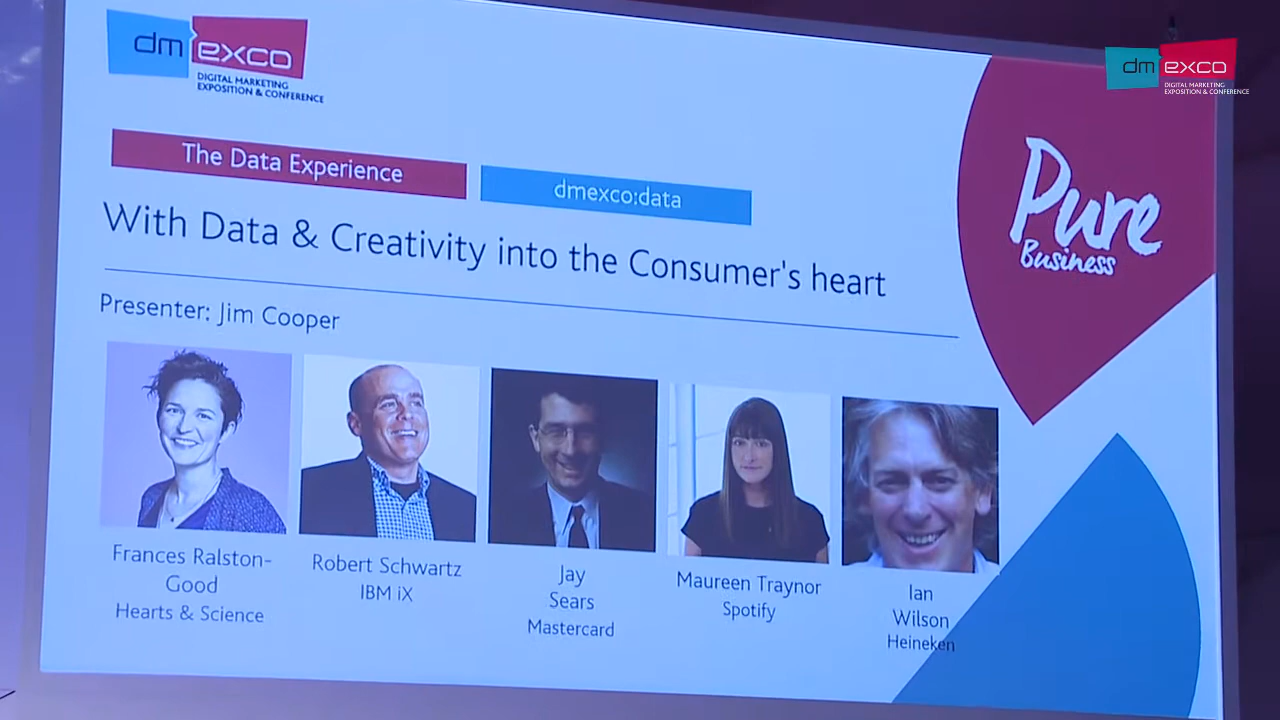 dm exco
DIGITAL MARKETING
EXPOSITION & CONFERENCE
dm exco
DIGITAL MARKETING
EXPOSITION & CONFERENCE
The Data Experience
dmexco:data
Pure
Business
With Data & Creativity into the Consumer's heart
Presenter: Jim Cooper
Frances Ralston-
Good
Hearts & Science
Robert Schwartz
IBM iX
Jay
Sears
Mastercard
Maureen Traynor
Spotify
Ian
Wilson
Heineken